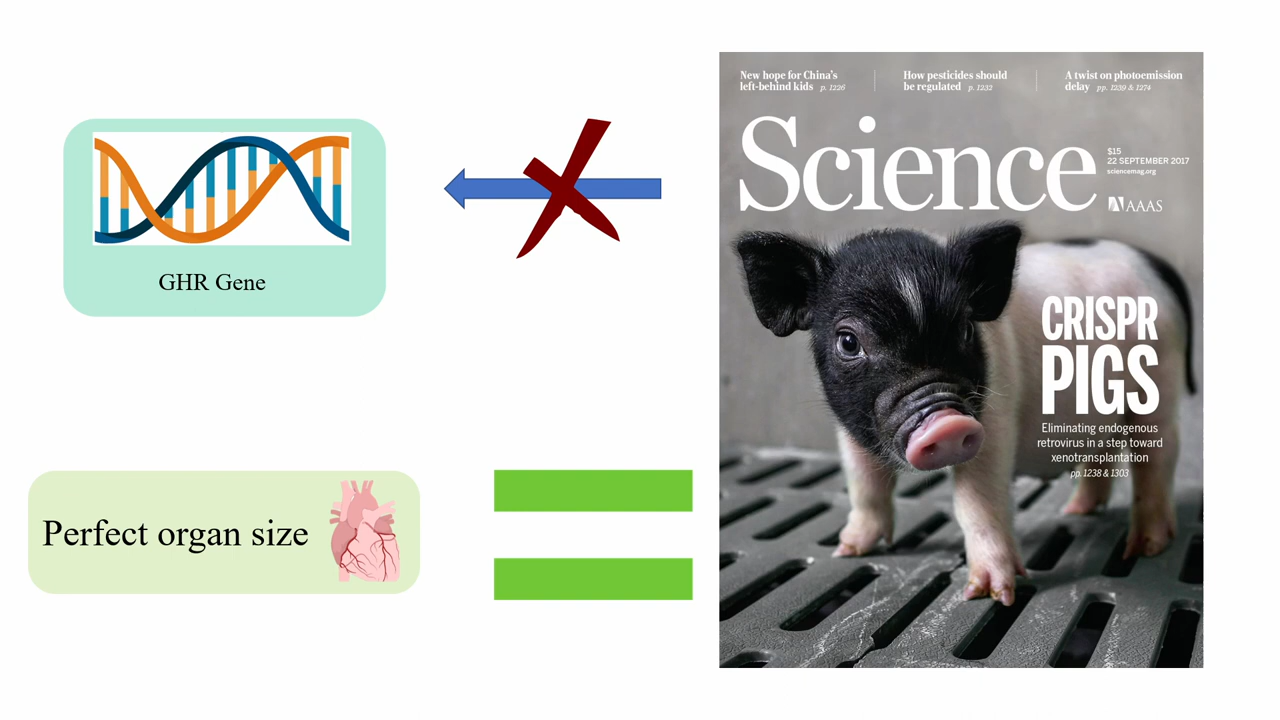 GHR Gene
Perfect organ size
New hope for China's
left-behind kids p. 1226
How pesticides should
be regulated p. 1232
A twist on photoemission
delay pp. 1239 & 1274
Science
$15
22 SEPTEMBER 2017
sciencemag.org
AAAS
CRISPR
PIGS
Eliminating endogenous
retrovirus in a step toward
xenotransplantation
pp. 1238 & 1303